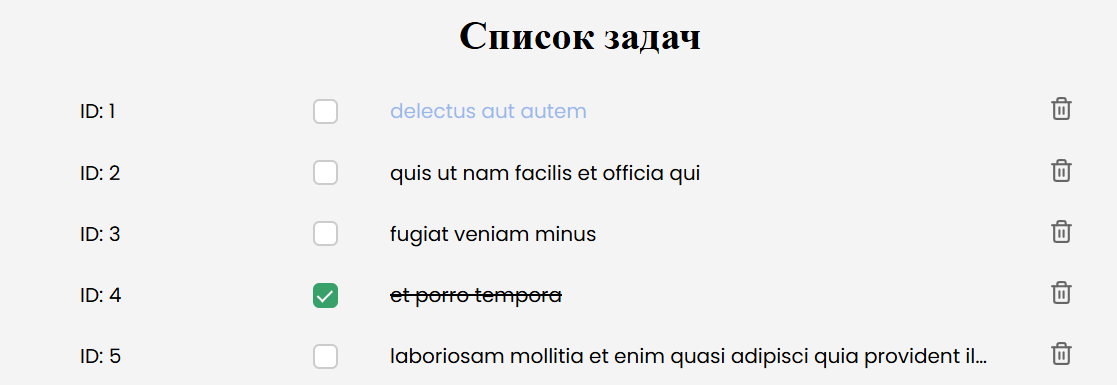 Список задач
ID: 1 delectus aut autem
ID: 2 quis ut nam facilis et officia qui
ID: 3 fugiat veniam minus
ID: 4 et porro tempora
ID: 5 laboriosam mollitia et enim quasi adipisci quia provident il...